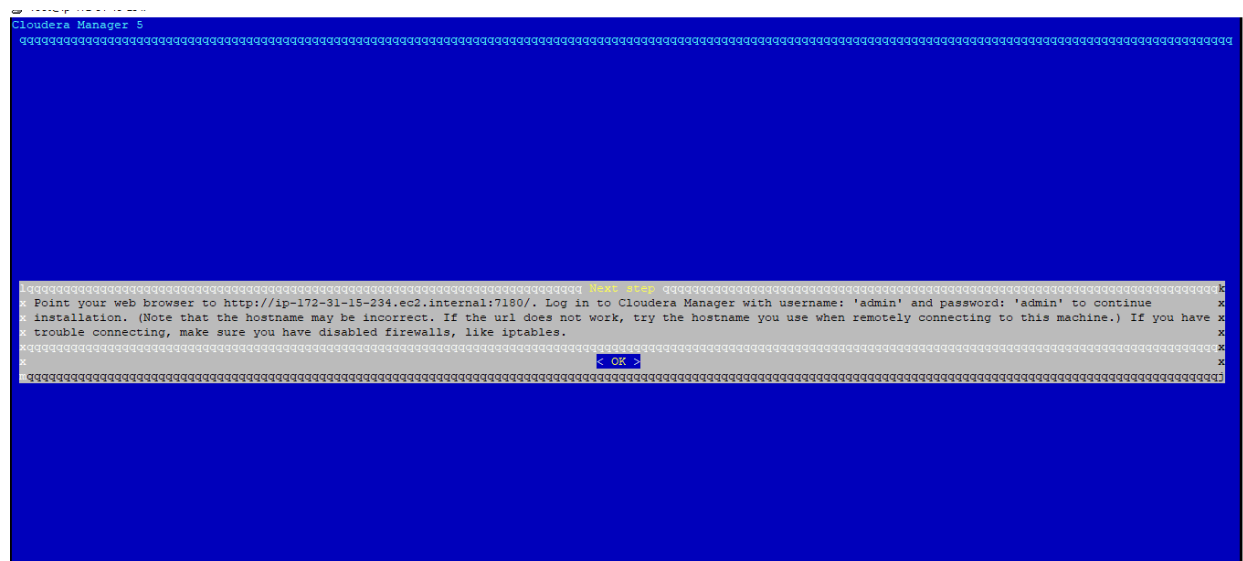 Cloudera Manager 5
Next step
Point your web browser to http://ip-172-31-15-234.ec2.internal:7180/. Log in to Cloudera Manager with username: 'admin' and password: 'admin' to continue
installation. (Note that the hostname may be incorrect. If the url does not work, try the hostname you use when remotely connecting to this machine.) If you have
trouble connecting, make sure you have disabled firewalls, like iptables.
< OK >